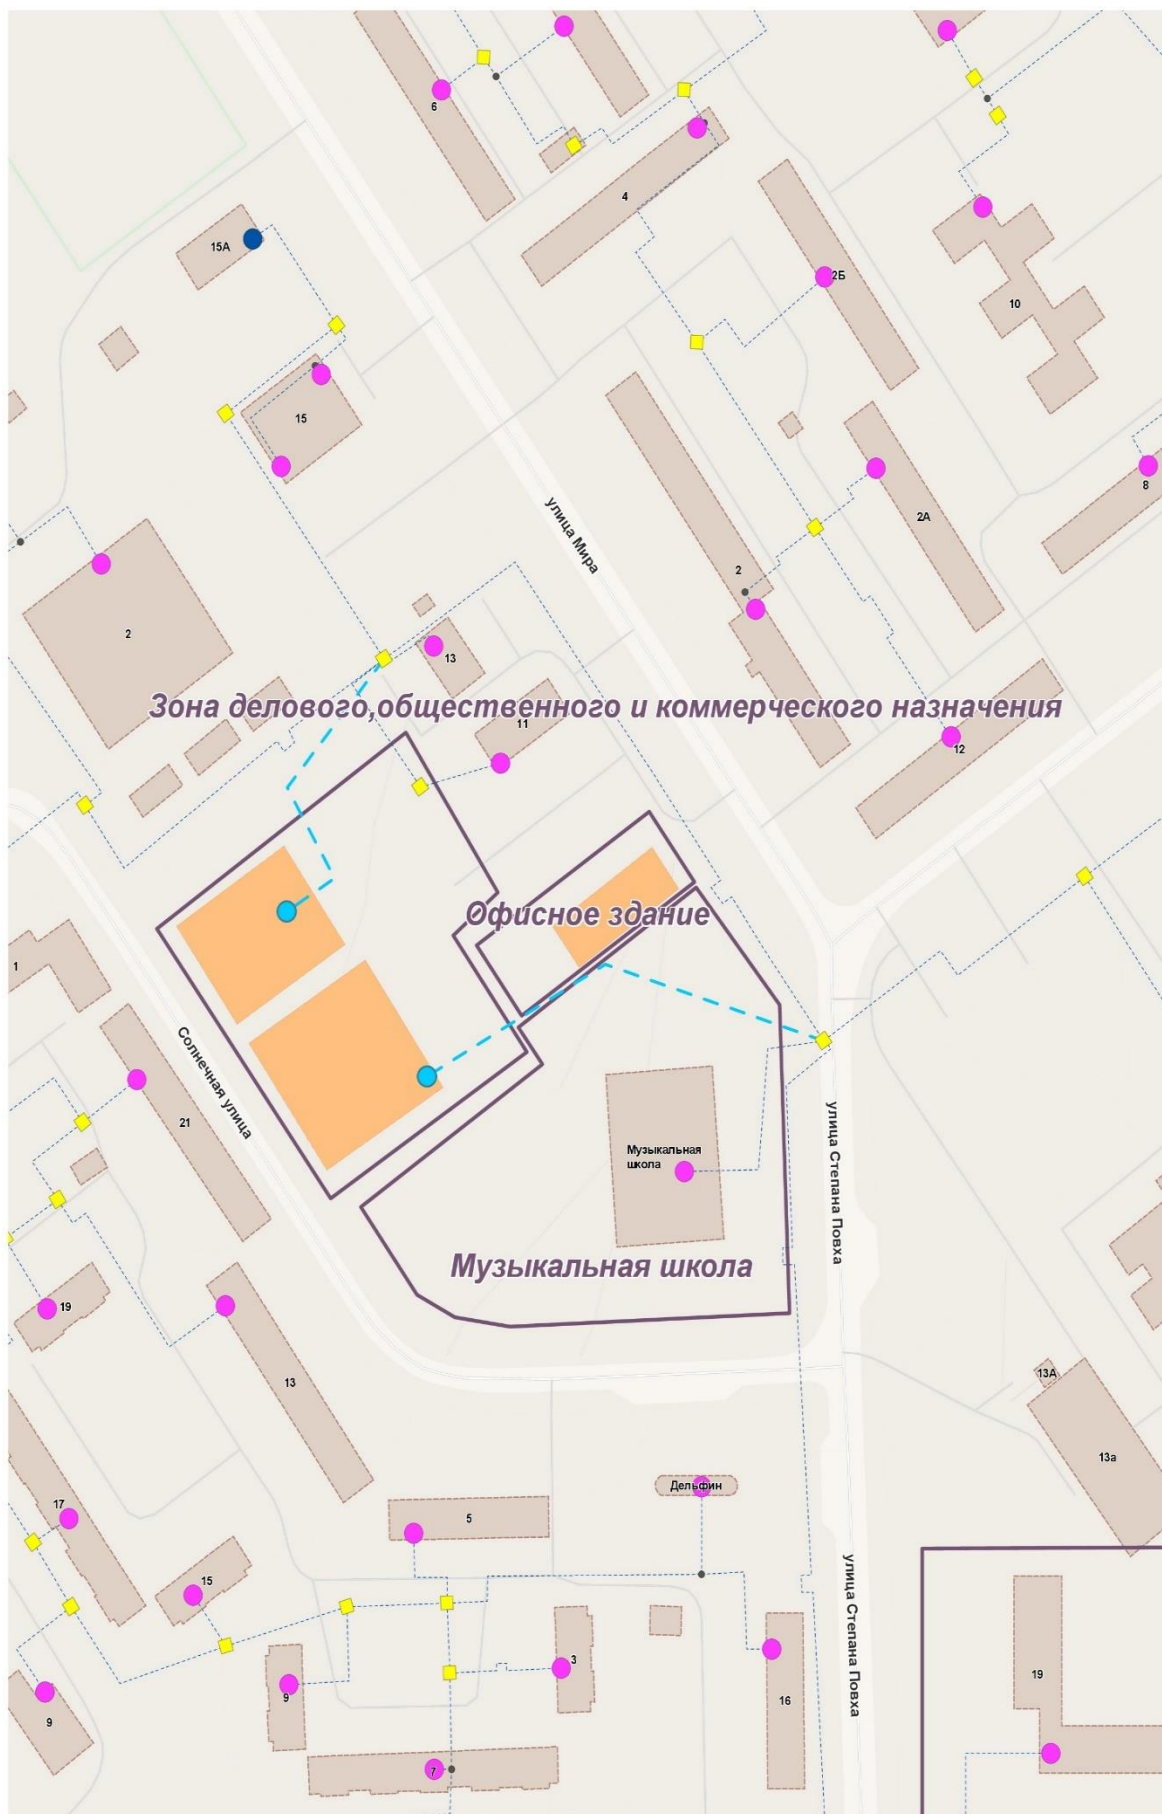 6
4
15А
2Б
10
15
8
2А
улица Мира
2
2
13
Зона делового,общественного и коммерческого назначения
11
12
Офисное здание
1
Солнечная улица
21
Музыкальная
школа
улица Степана Повха
Музыкальная школа
19
13
13А
13а
Дельфин
17
5
15
улица Степана Повха
3
19
9
16
9
7